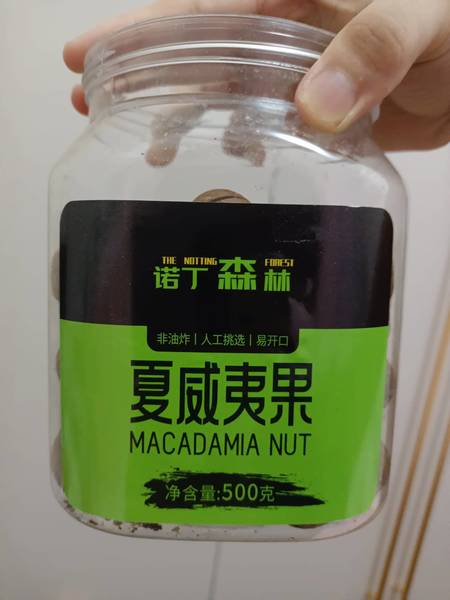 THE NOTTING FOREST
诺丁森林
非油炸 | 人工挑选 | 易开口
夏威夷果
MACADAMIA NUT
净含量:500克